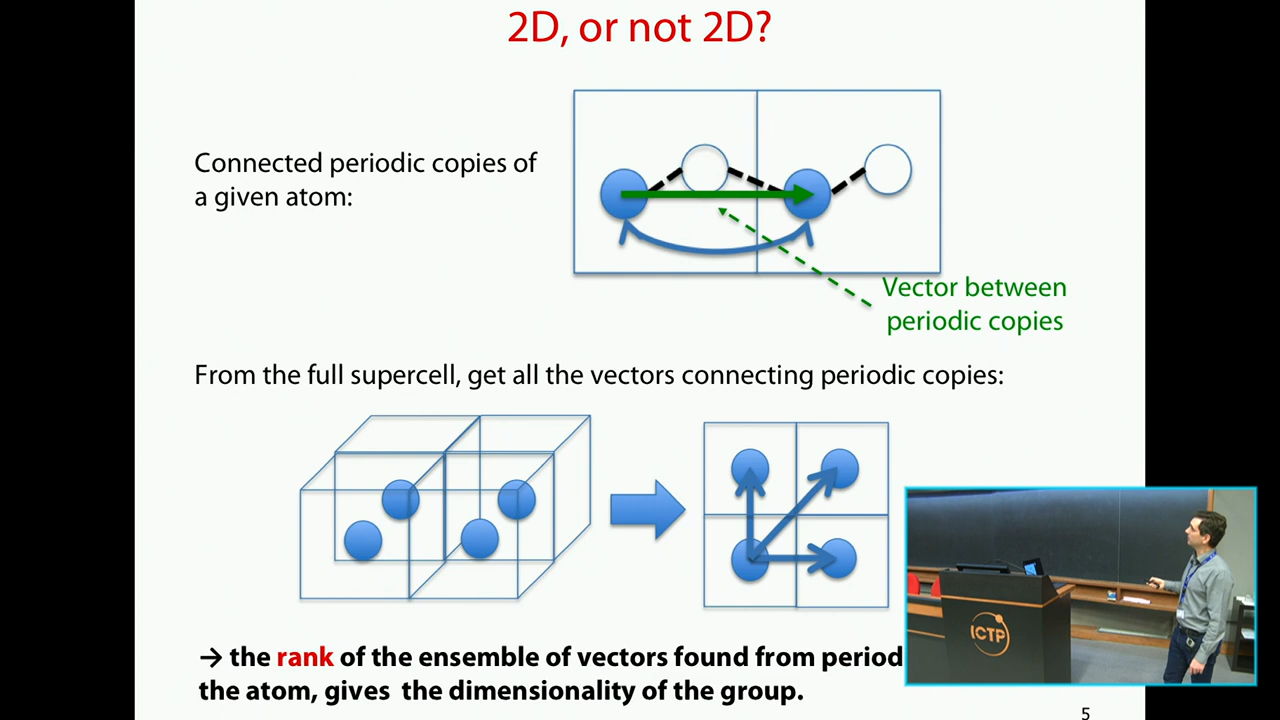 2D, or not 2D?
Connected periodic copies of
a given atom:
Vector between
periodic copies
From the full supercell, get all the vectors connecting periodic copies:
→ the rank of the ensemble of vectors found from period
the atom, gives the dimensionality of the group.
ICTP
5